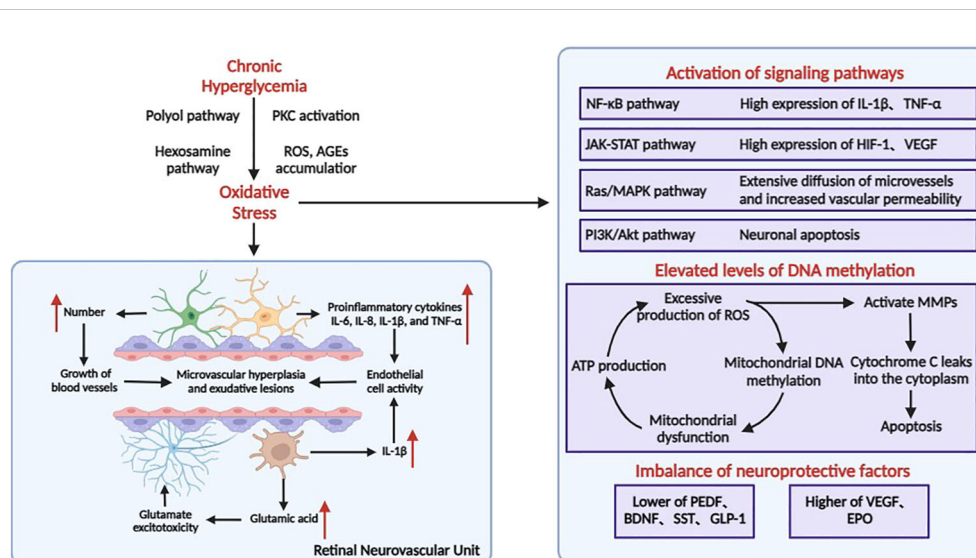 Chronic
Hyperglycemia
Polyol pathway
PKC activation
Hexosamine
pathway
ROS, AGEs
accumulatior
Oxidative
Stress
Number
Proinflammatory cytokines
IL-6, IL-8, IL-1β, and TNF-α
Growth of
blood vessels
Microvascular hyperplasia
and exudative lesions
Endothelial
cell activity
IL-1β
Glutamate
excitotoxicity
Glutamic acid
Retinal Neurovascular Unit
Activation of signaling pathways
NF-κB pathway High expression of IL-1β、TNF-α
JAK-STAT pathway High expression of HIF-1、VEGF
Ras/MAPK pathway
Extensive diffusion of microvessels
and increased vascular permeability
PI3K/Akt pathway Neuronal apoptosis
Elevated levels of DNA methylation
Excessive
production of ROS
Activate MMPs
ATP production
Mitochondrial DNA
methylation
Cytochrome C leaks
into the cytoplasm
Mitochondrial
dysfunction
Apoptosis
Imbalance of neuroprotective factors
Lower of PEDF、
BDNF、SST、GLP-1
Higher of VEGF、
EPO